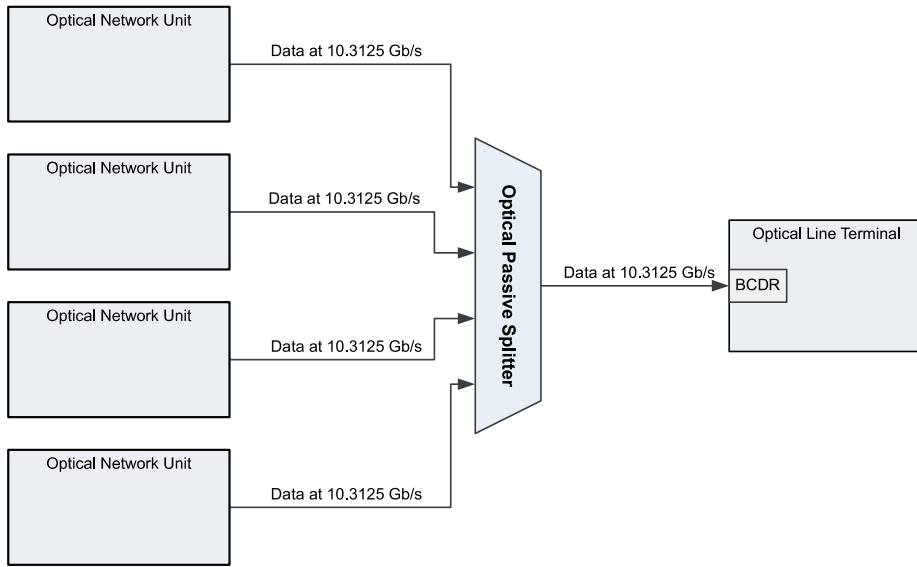 Optical Network Unit
Data at 10.3125 Gb/s
Optical Network Unit
Data at 10.3125 Gb/s
Optical Passive Splitter
Optical Line Terminal
Data at 10.3125 Gb/s
BCDR
Optical Network Unit
Data at 10.3125 Gb/s
Optical Network Unit
Data at 10.3125 Gb/s